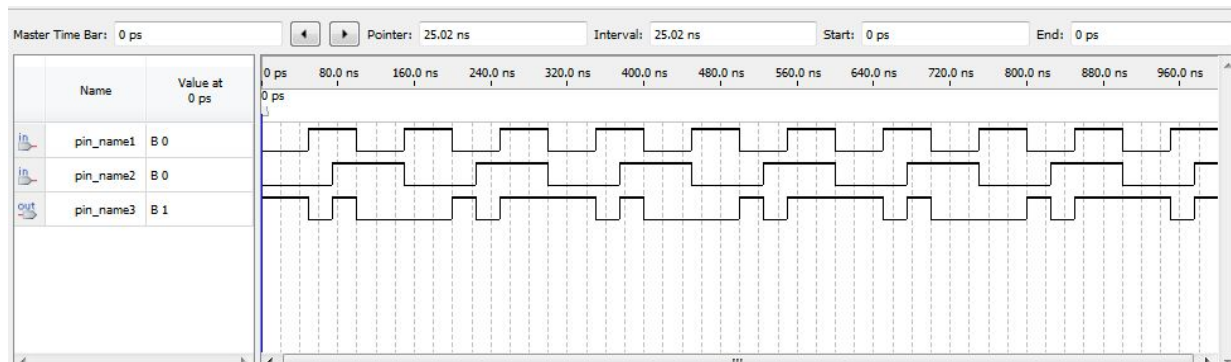 Master Time Bar: 0 ps Pointer: 25.02 ns Interval: 25.02 ns Start: 0 ps End: 0 ps
Name Value at 0 ps
0 ps 80.0 ns 160.0 ns 240.0 ns 320.0 ns 400.0 ns 480.0 ns 560.0 ns 640.0 ns 720.0 ns 800.0 ns 880.0 ns 960.0 ns
0 ps
in pin_name1 B 0
in pin_name2 B 0
out pin_name3 B 1